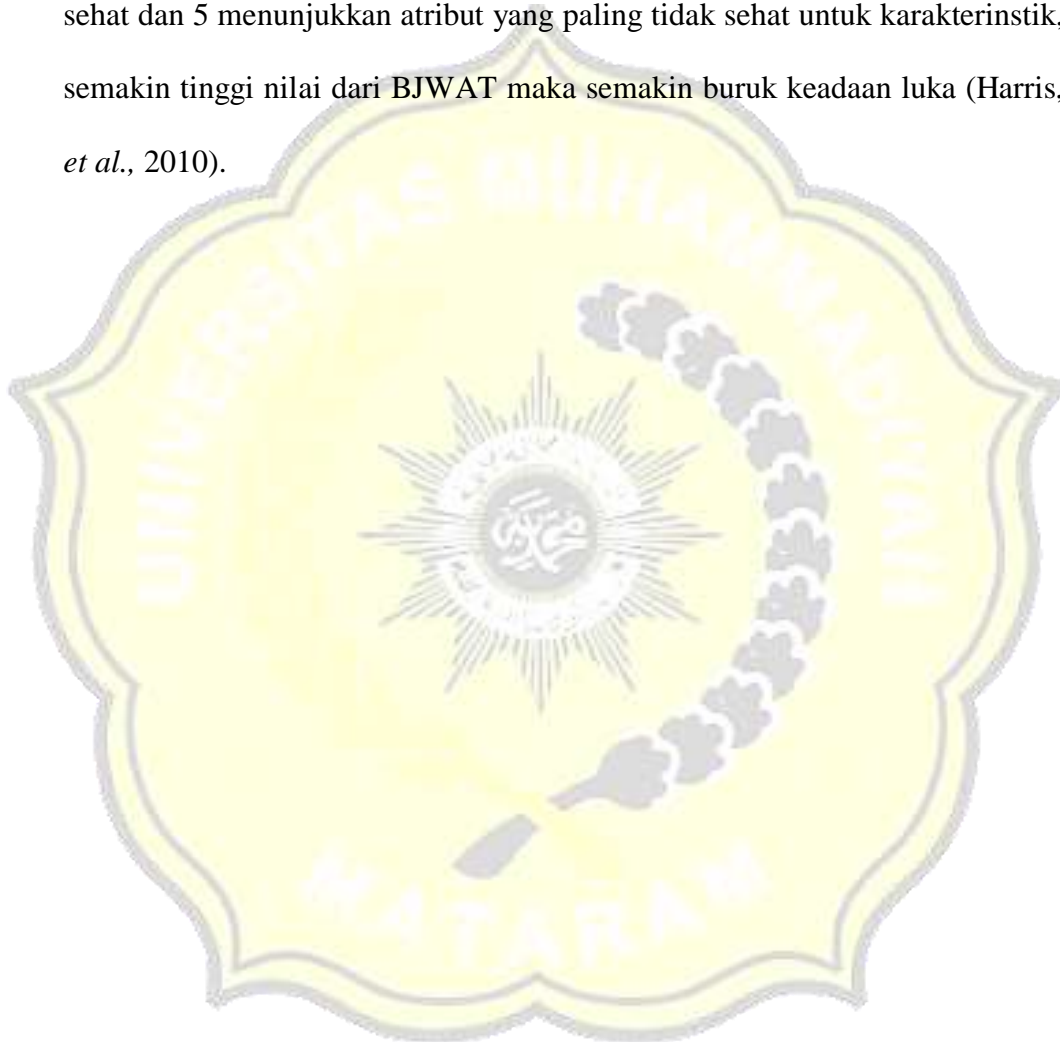 sehat dan 5 menunjukkan atribut yang paling tidak sehat untuk karakterinstik,
semakin tinggi nilai dari BJWAT maka semakin buruk keadaan luka (Harris,
et al., 2010).
UNIVERSITAS MUHAMMADIYAH
MATARAM